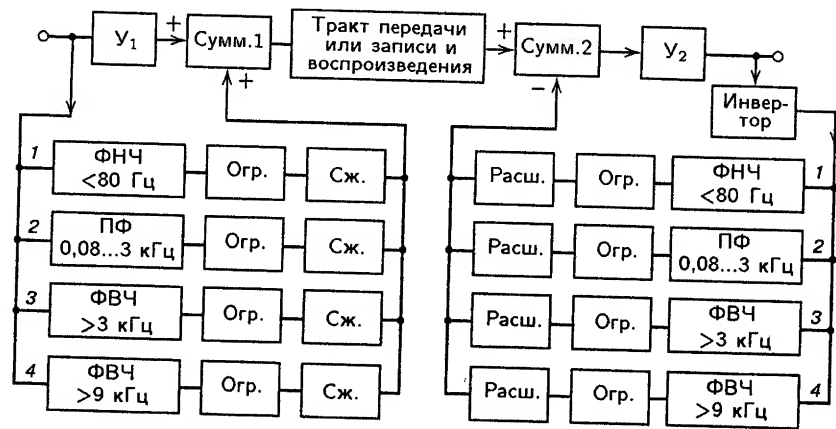 У₁
+
Сумм.1
+
Тракт передачи
или записи и
воспроизведения
+
Сумм.2
−
У₂
Инвер-
тор
1
ФНЧ
<80 Гц
Огр.
Сж.
2
ПФ
0,08...3 кГц
Огр.
Сж.
3
ФВЧ
>3 кГц
Огр.
Сж.
4
ФВЧ
>9 кГц
Огр.
Сж.
Расш.
Огр.
ФНЧ
<80 Гц
1
Расш.
Огр.
ПФ
0,08...3 кГц
2
Расш.
Огр.
ФВЧ
>3 кГц
3
Расш.
Огр.
ФВЧ
>9 кГц
4